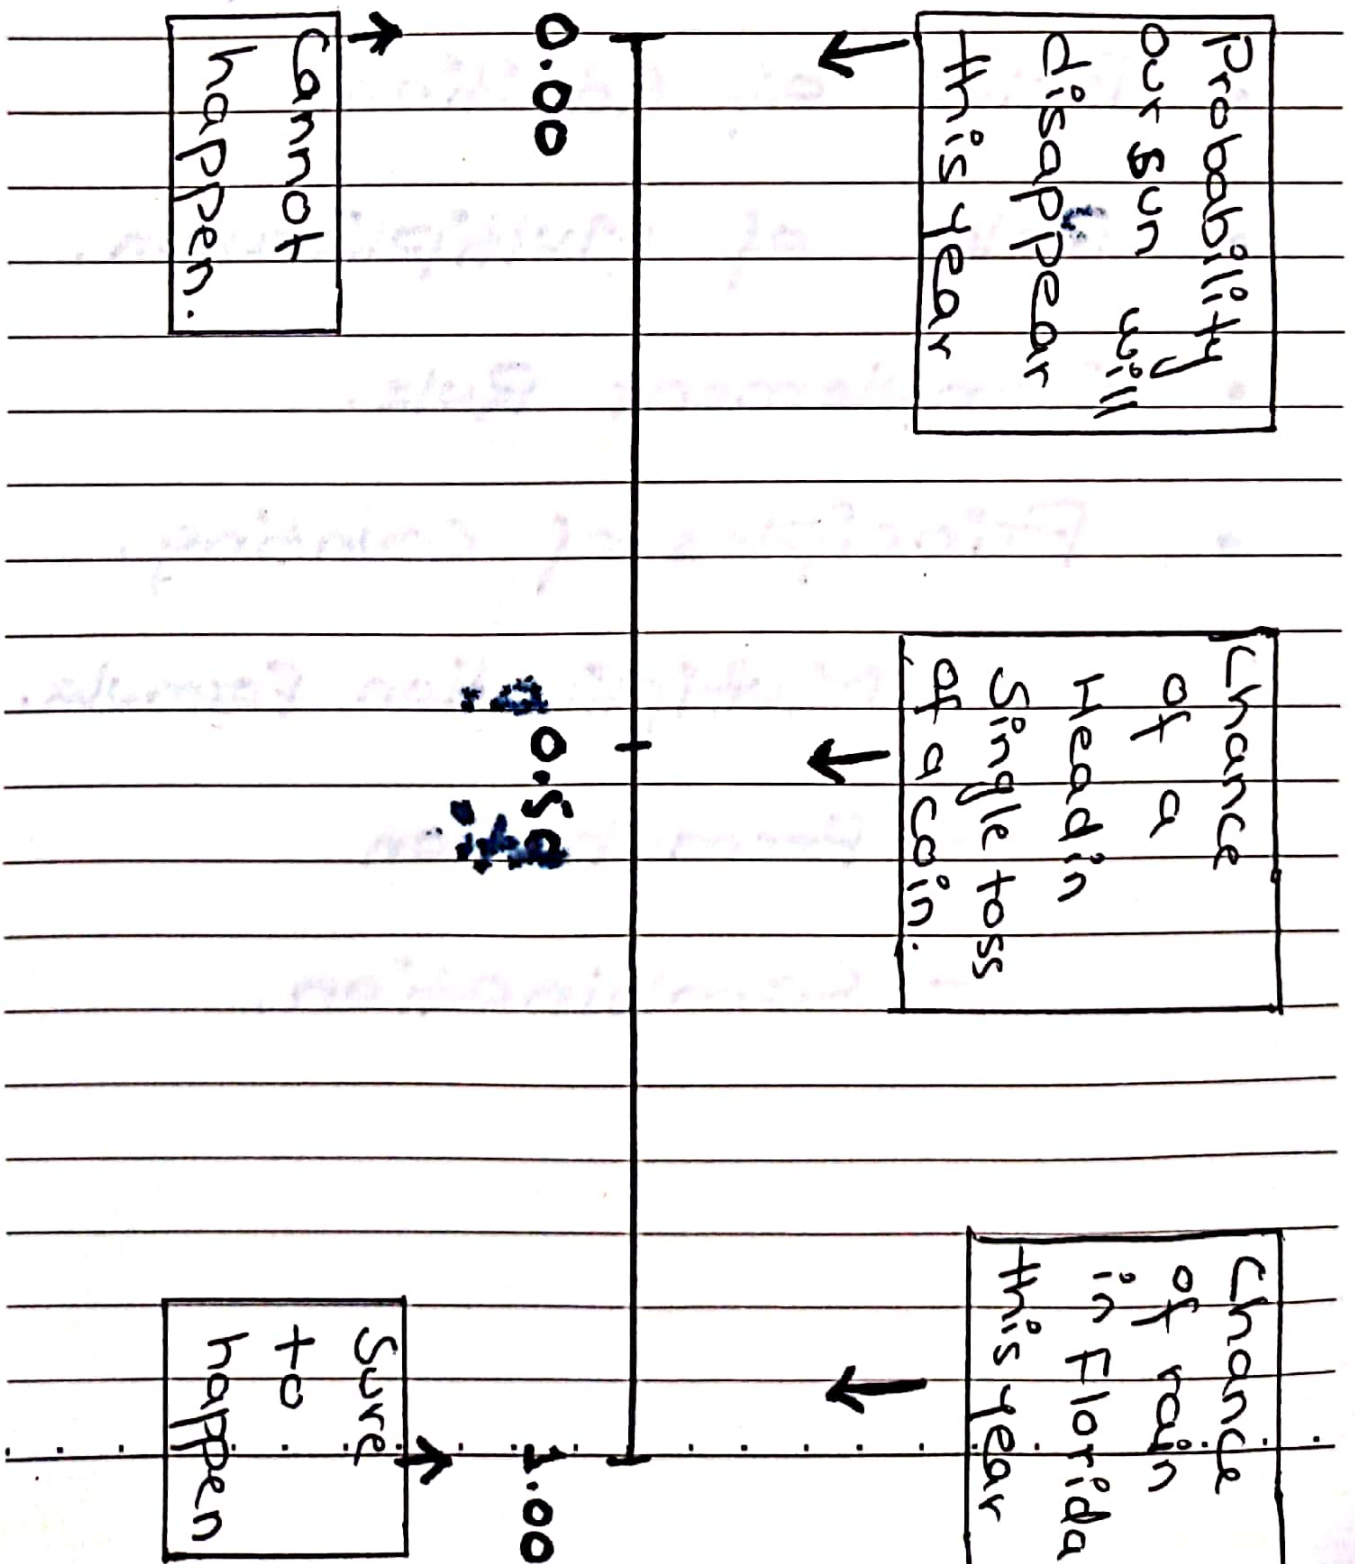 Probability
our sun will
disappear
this year
Chance
of a
Head in
Single toss
of a Coin.
Chance
of rain
in Florida
this year
0.00
0.50
1.00
Cannot
happen.
Sure
to
happen